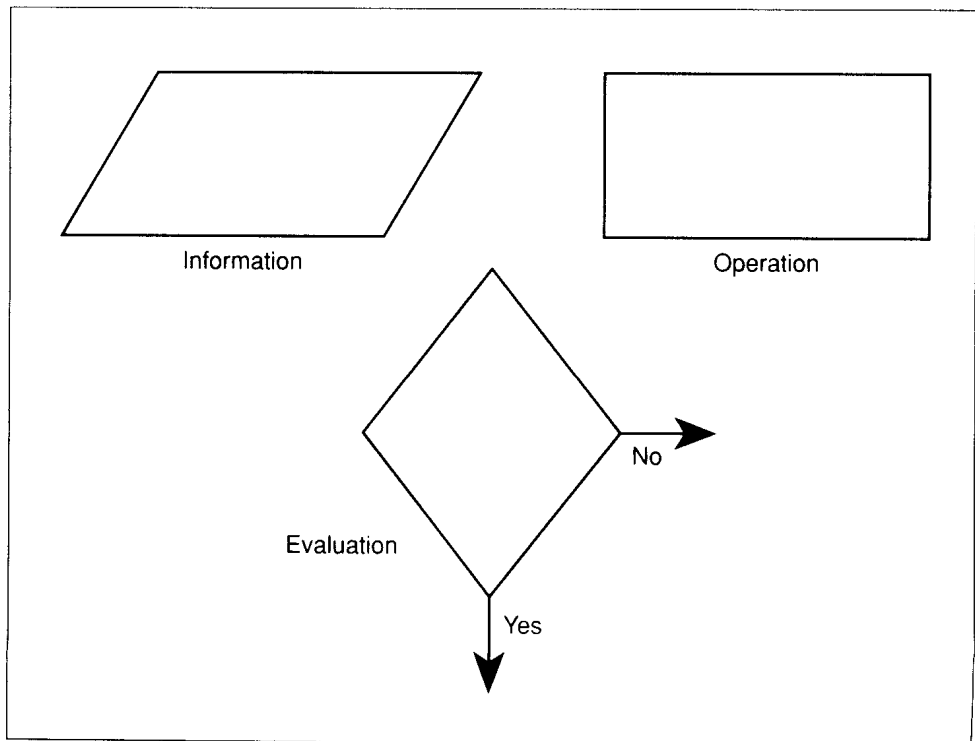 Information
Operation
No
Evaluation
Yes